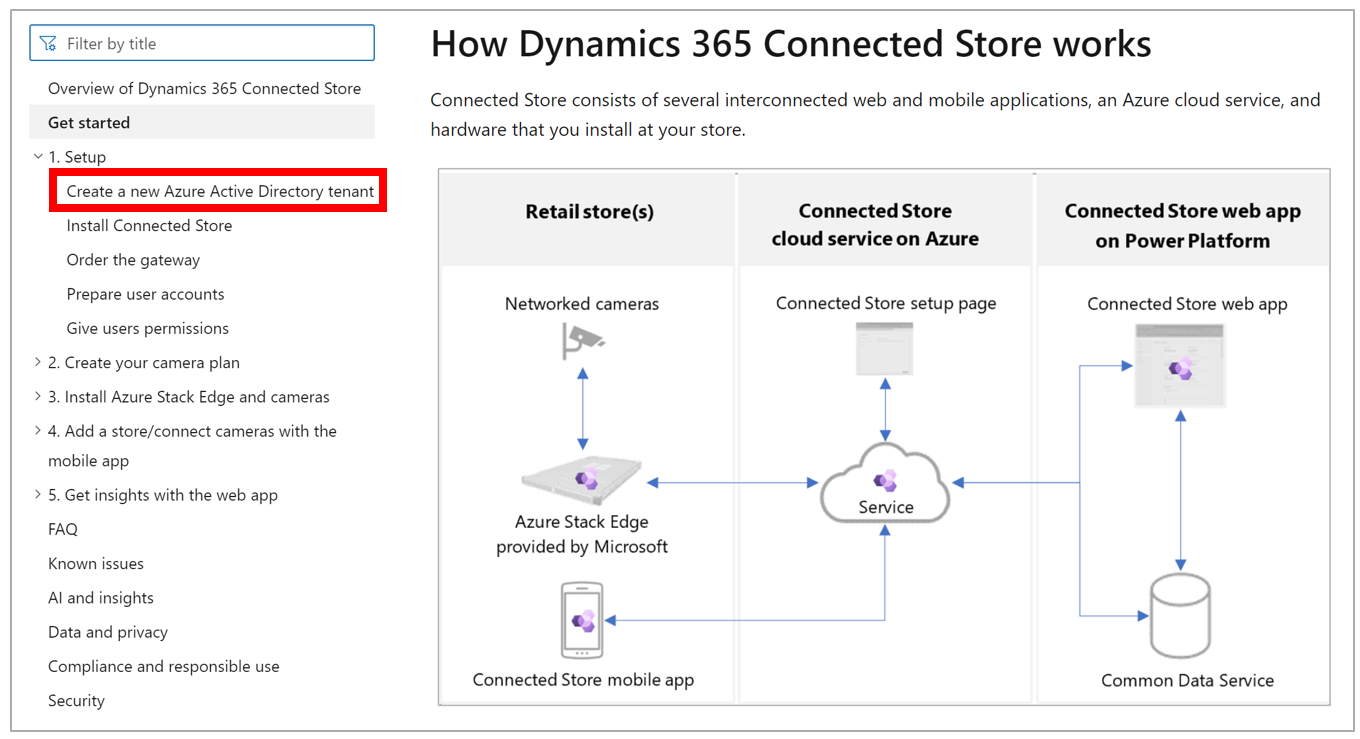 Filter by title
Overview of Dynamics 365 Connected Store
Get started
1. Setup
Create a new Azure Active Directory tenant
Install Connected Store
Order the gateway
Prepare user accounts
Give users permissions
2. Create your camera plan
3. Install Azure Stack Edge and cameras
4. Add a store/connect cameras with the
mobile app
5. Get insights with the web app
FAQ
Known issues
AI and insights
Data and privacy
Compliance and responsible use
Security
How Dynamics 365 Connected Store works
Connected Store consists of several interconnected web and mobile applications, an Azure cloud service, and
hardware that you install at your store.
Retail store(s)
Networked cameras
Azure Stack Edge
provided by Microsoft
Connected Store mobile app
Connected Store
cloud service on Azure
Connected Store setup page
Service
Connected Store web app
on Power Platform
Connected Store web app
Common Data Service